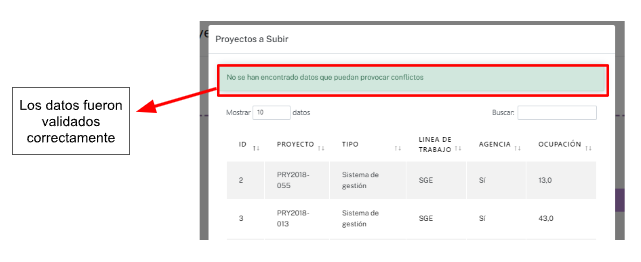 Proyectos a Subir
No se han encontrado datos que puedan provocar conflictos
Los datos fueron
validados
correctamente
Mostrar 10 datos Buscar:
ID PROYECTO TIPO LINEA DE TRABAJO AGENCIA OCUPACIÓN
2 PRY2018-055 Sistema de gestión SGE Sí 13,0
3 PRY2018-013 Sistema de gestión SGE Sí 43,0